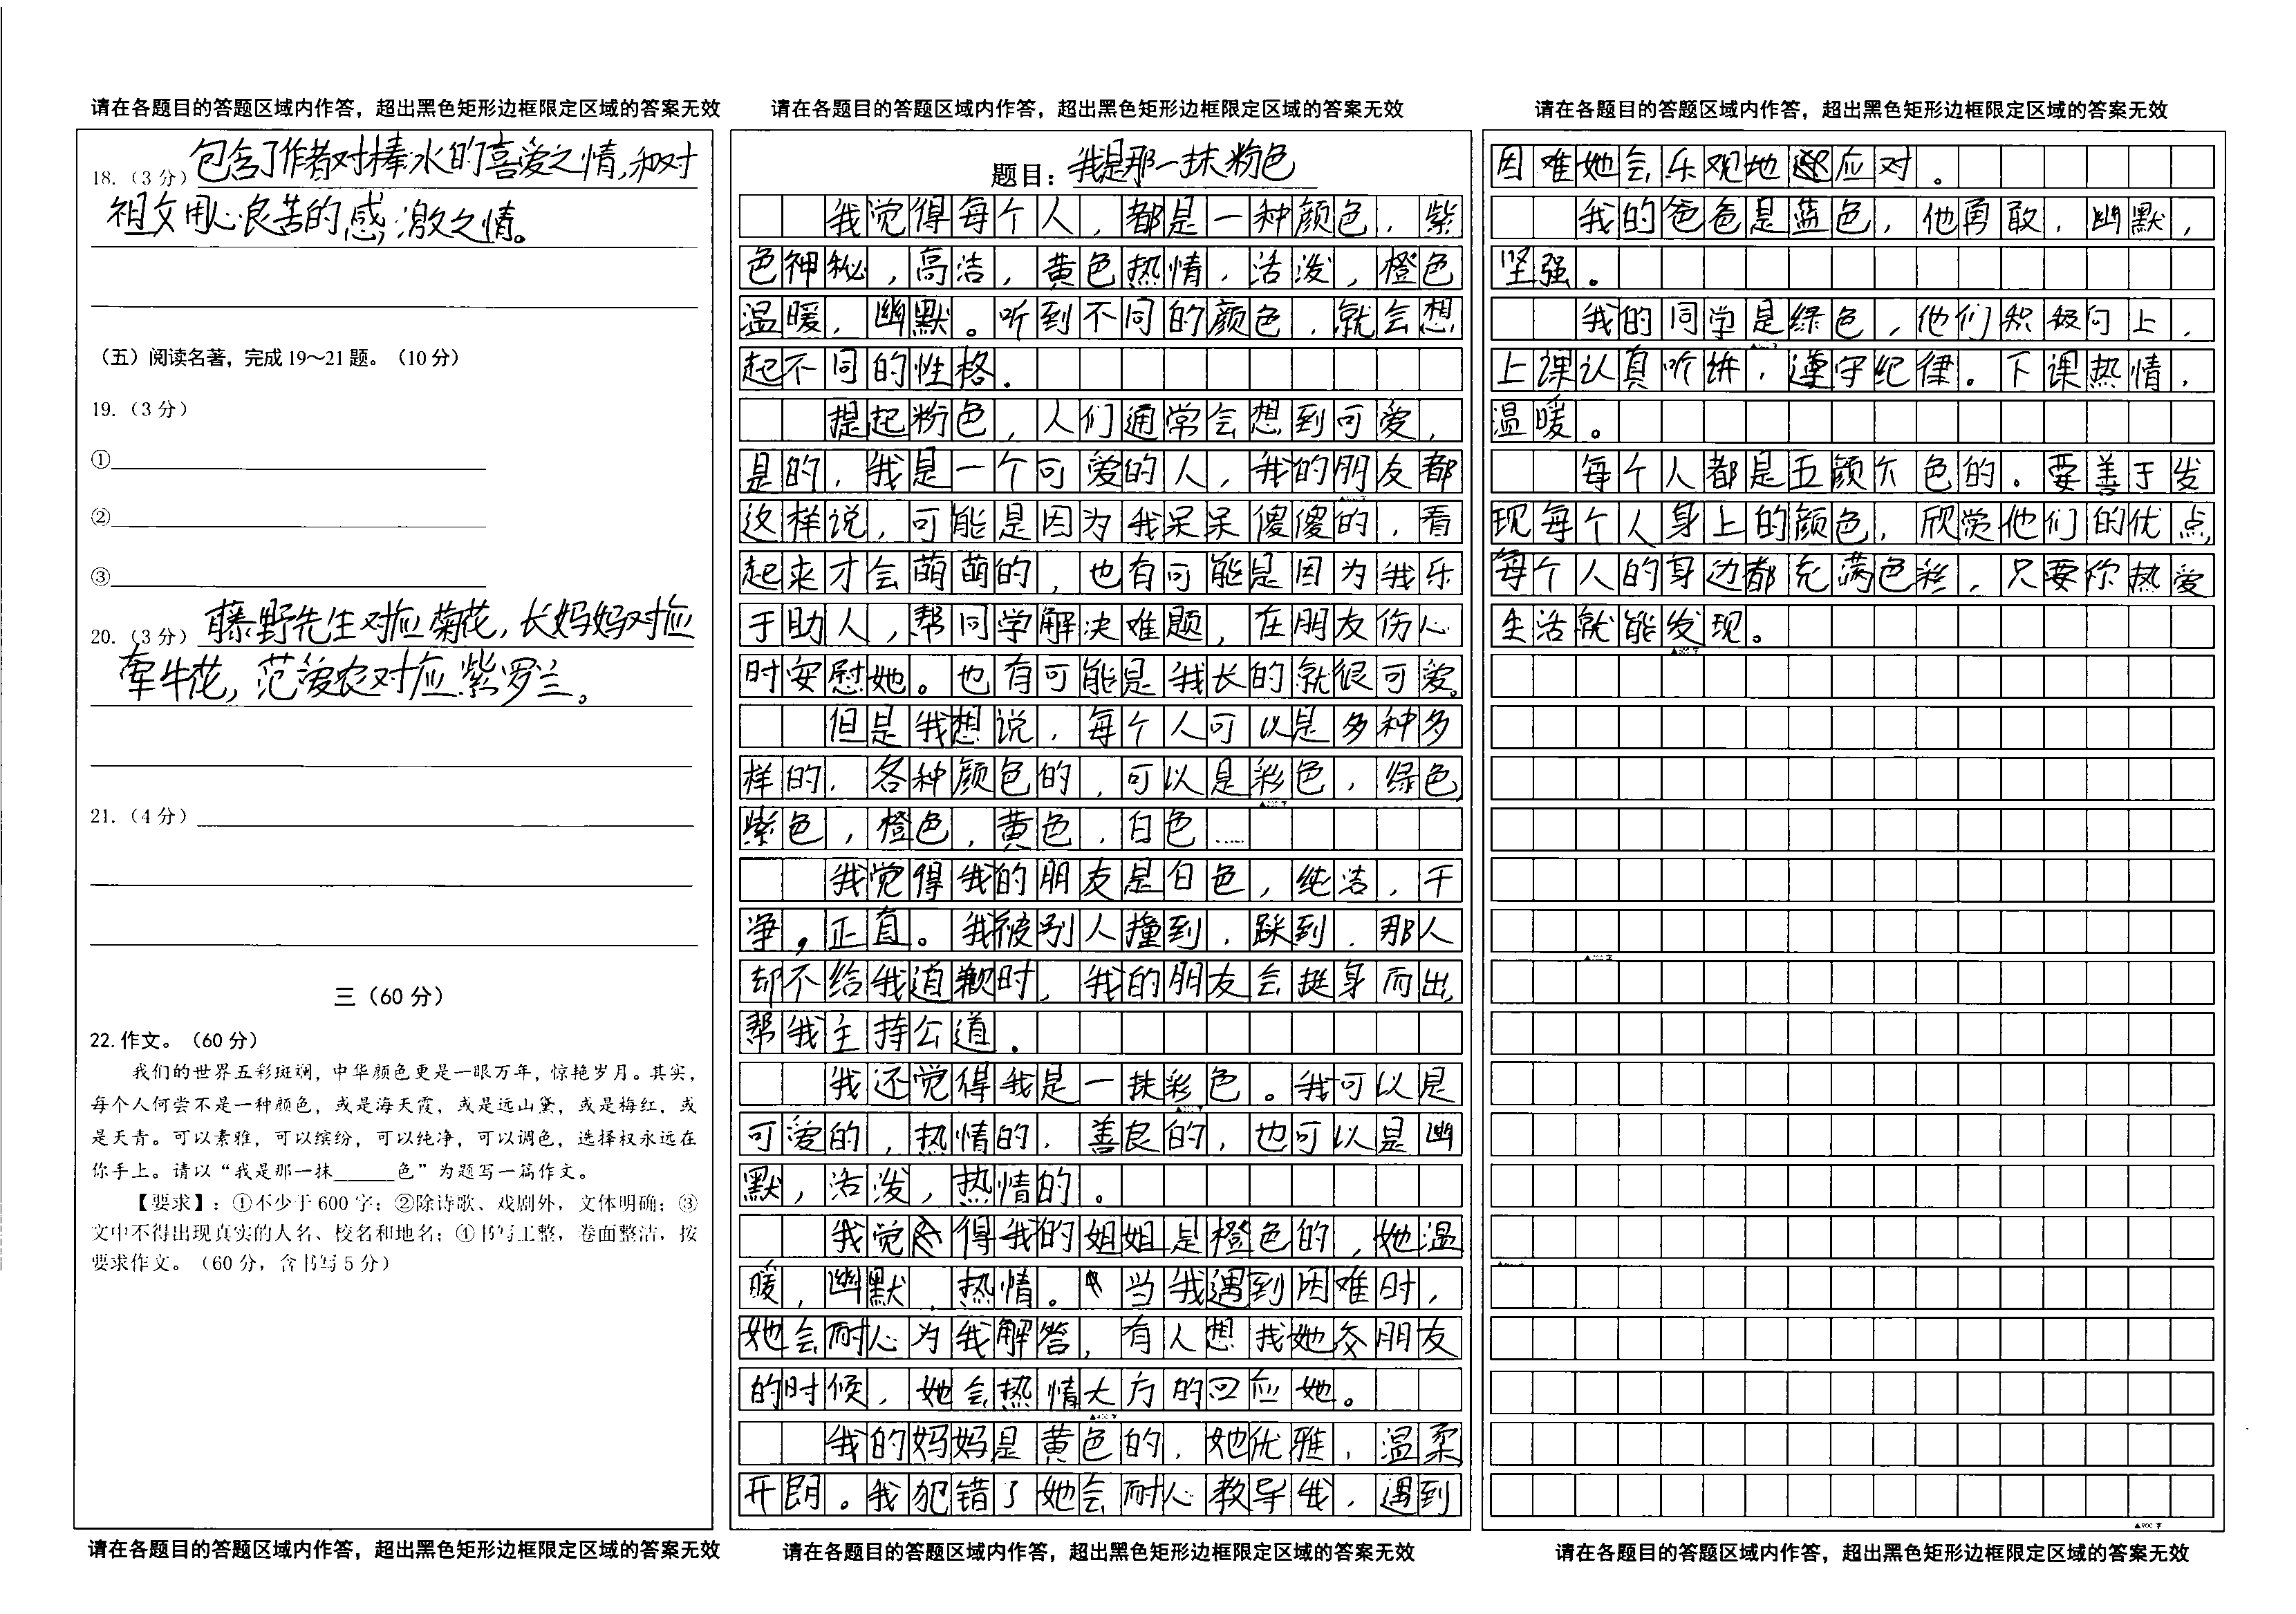 请在各题目的答题区域内作答，超出黑色矩形边框限定区域的答案无效
18.（3 分）包含了作者对棒冰的喜爱之情，和对
祖父用心良苦的感激之情。
（五）阅读名著，完成 19～21 题。（10 分）
19.（3 分）
①
②
③
20.（3 分）藤野先生对应菊花，长妈妈对应
牵牛花，范爱农对应紫罗兰。
21.（4 分）
三（60 分）
22.作文。（60 分）
我们的世界五彩斑斓，中华颜色更是一眼万年，惊艳岁月。其实，
每个人何尝不是一种颜色，或是海天霞，或是远山黛，或是梅红，或
是天青。可以素雅，可以缤纷，可以纯净，可以调色，选择权永远在
你手上。请以“我是那一抹______色”为题写一篇作文。
【要求】：①不少于 600 字；②除诗歌、戏剧外，文体明确；③
文中不得出现真实的人名、校名和地名；④书写工整，卷面整洁，按
要求作文。（60 分，含书写 5 分）
请在各题目的答题区域内作答，超出黑色矩形边框限定区域的答案无效
请在各题目的答题区域内作答，超出黑色矩形边框限定区域的答案无效
题目：我是那一抹粉色
我觉得每个人，都是一种颜色，紫
色神秘，高洁，黄色热情，活泼，橙色
温暖，幽默。听到不同的颜色，就会想
起不同的性格．
提起粉色，人们通常会想到可爱，
是的，我是一个可爱的人，我的朋友都
这样说，可能是因为我呆呆傻傻的，看
起来才会萌萌的，也有可能是因为我乐
于助人，帮同学解决难题，在朋友伤心
时安慰她。也有可能是我长的就很可爱。
但是我想说，每个人可以是多种多
样的，各种颜色的，可以是彩色，绿色，
紫色，橙色，黄色，白色……
我觉得我的朋友是白色，纯洁，干
净，正直。我被别人撞到，跌到，那人
却不给我道歉时，我的朋友会挺身而出，
帮我主持公道．
我还觉得我是一抹彩色。我可以是
可爱的，热情的，善良的，也可以是幽
默，活泼，热情的。
我觉得我的姐姐是橙色的，她温
暖，幽默，热情。当我遇到困难时，
她会耐心为我解答，有人想找她交朋友
的时候，她会热情大方的回应她。
▲400 字
我的妈妈是黄色的，她优雅，温柔
开朗。我犯错了她会耐心教导我，遇到
请在各题目的答题区域内作答，超出黑色矩形边框限定区域的答案无效
请在各题目的答题区域内作答，超出黑色矩形边框限定区域的答案无效
困难她会乐观地应对。
我的爸爸是蓝色，他勇敢，幽默，
坚强。
我的同学是绿色，他们积极向上，
上课认真听讲，遵守纪律。下课热情，
温暖。
每个人都是五颜六色的。要善于发
现每个人身上的颜色，欣赏他们的优点，
每个人的身边都充满色彩，只要你热爱
生活就能发现。
▲900 字
请在各题目的答题区域内作答，超出黑色矩形边框限定区域的答案无效